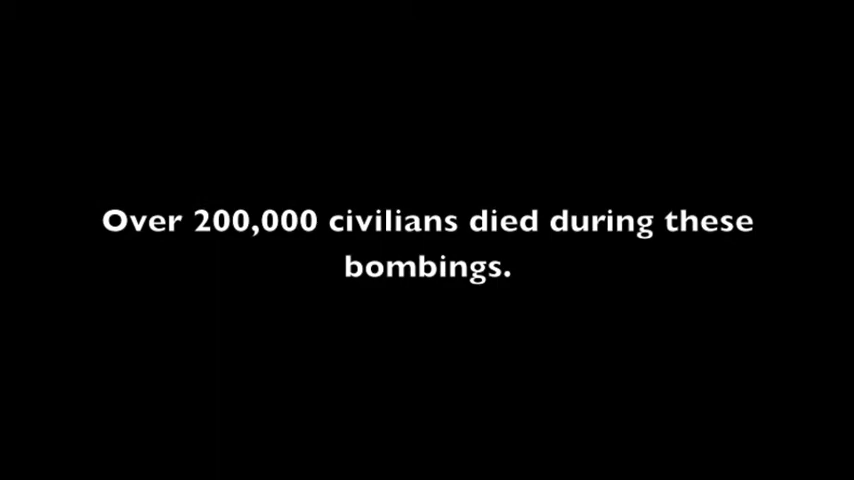 Over 200,000 civilians died during these
bombings.